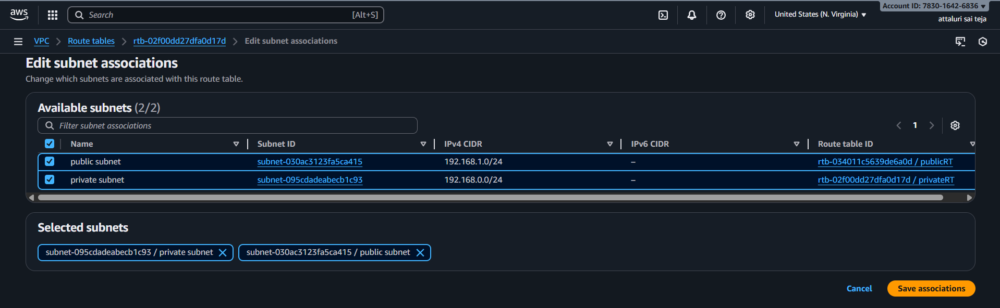 aws
Search [Alt+S]
United States (N. Virginia)
Account ID: 7830-1642-6836
attaluri sai teja
VPC Route tables rtb-02f00dd27dfa0d17d Edit subnet associations
Edit subnet associations
Change which subnets are associated with this route table.
Available subnets (2/2)
Filter subnet associations
1
Name Subnet ID IPv4 CIDR IPv6 CIDR Route table ID
public subnet subnet-030ac3123fa5ca415 192.168.1.0/24 – rtb-034011c5639de6a0d / publicRT
private subnet subnet-095cdadeabecb1c93 192.168.0.0/24 – rtb-02f00dd27dfa0d17d / privateRT
Selected subnets
subnet-095cdadeabecb1c93 / private subnet subnet-030ac3123fa5ca415 / public subnet
Cancel Save associations